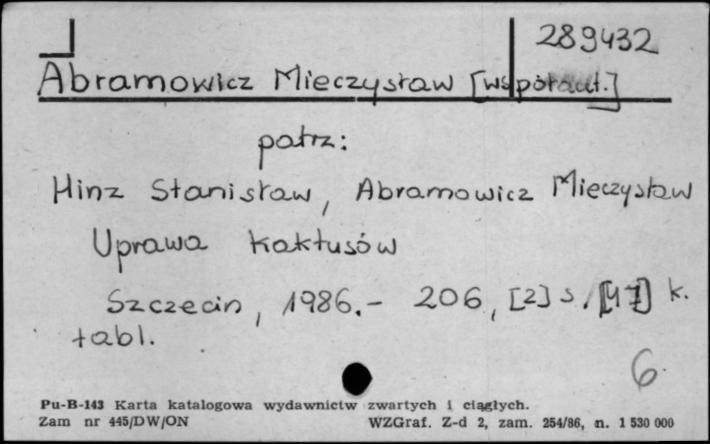 289432
Abramowicz Mieczysław [współaut.]
patrz:
Hinz Stanisław, Abramowicz Mieczysław
Uprawa kaktusów
Szczecin, 1986.- 206, [2] s., k.
tabl.
6
Pu-B-143 Karta katalogowa wydawnictw zwartych i ciągłych.
Zam nr 445/DW/ON WZGraf. Z-d 2, zam. 254/86, n. 1 530 000